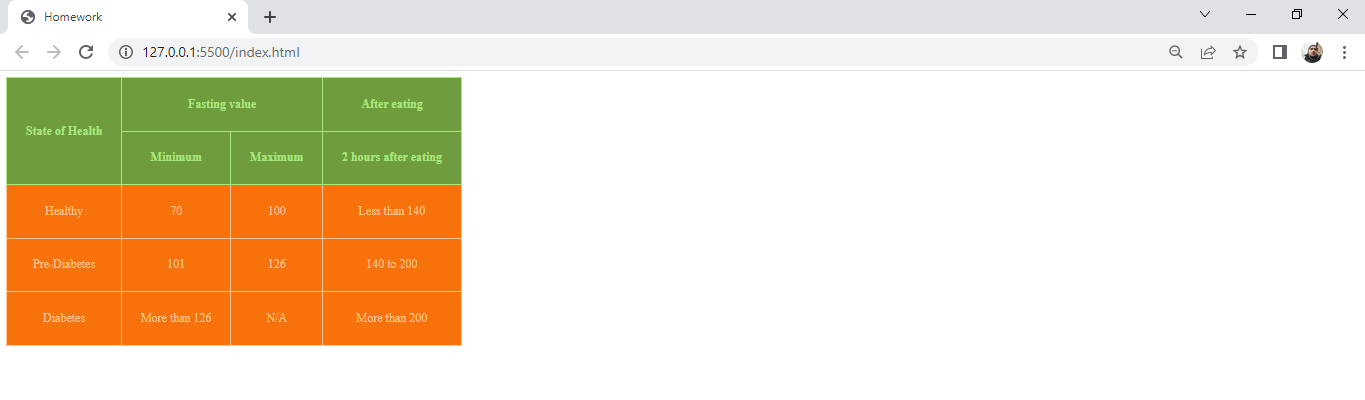 Homework
127.0.0.1:5500/index.html
State of Health Fasting value After eating
Minimum Maximum 2 hours after eating
Healthy 70 100 Less than 140
Pre-Diabetes 101 126 140 to 200
Diabetes More than 126 N/A More than 200